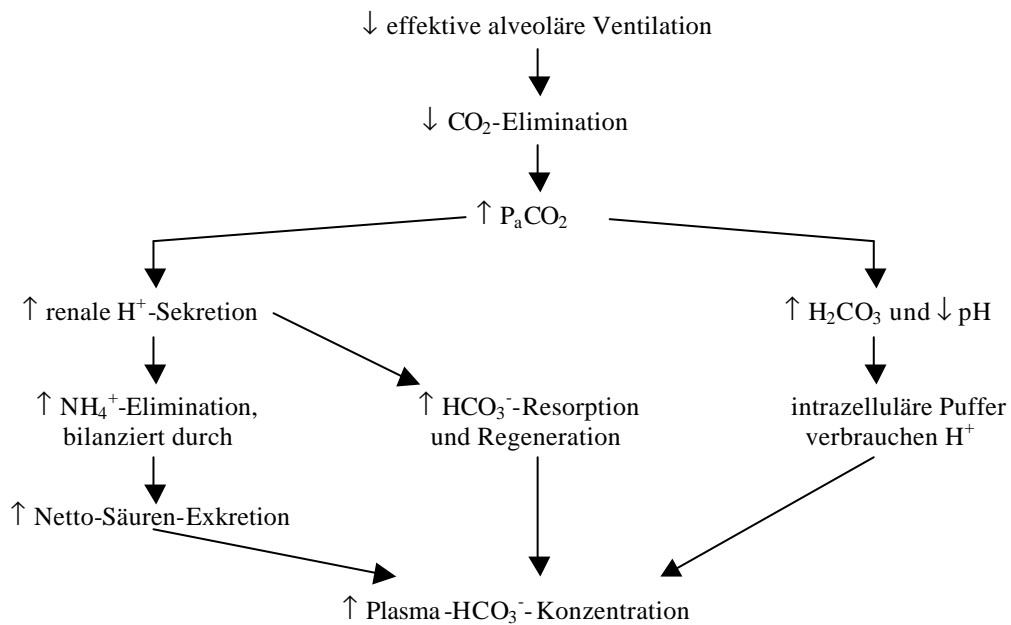 ↓ effektive alveoläre Ventilation
↓ CO₂-Elimination
↑ PₐCO₂
↑ renale H⁺-Sekretion
↑ H₂CO₃ und ↓ pH
↑ NH₄⁺-Elimination,
bilanziert durch
↑ HCO₃⁻-Resorption
und Regeneration
intrazelluläre Puffer
verbrauchen H⁺
↑ Netto-Säuren-Exkretion
↑ Plasma-HCO₃⁻-Konzentration